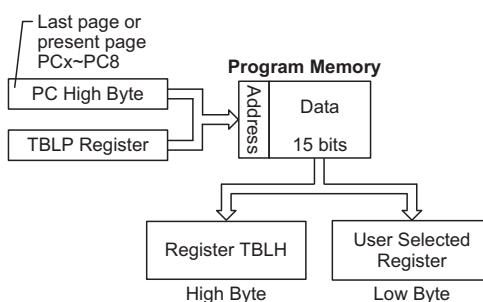 Last page or
present page
PCx~PC8
Program Memory
PC High Byte
TBLP Register
Address
Data
15 bits
Register TBLH
User Selected
Register
High Byte
Low Byte